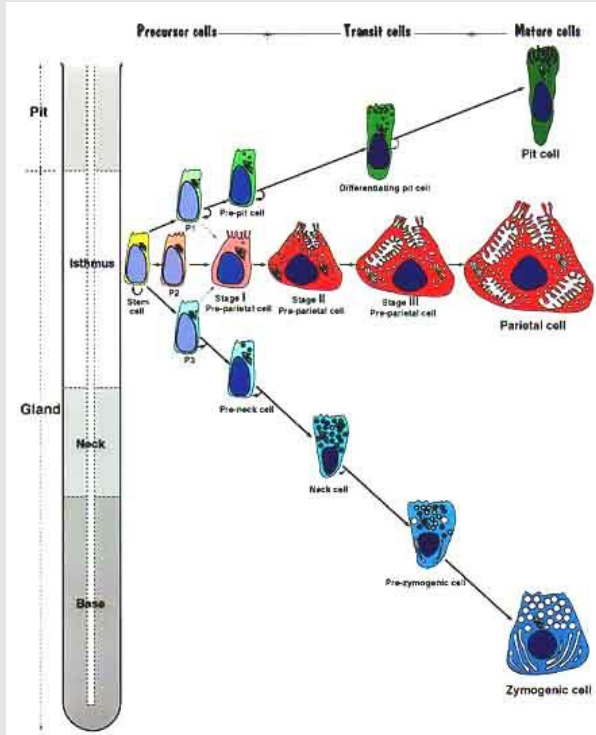 Precursor cells
Transit cells
Mature cells
Pit
Pit cell
Differentiating pit cell
Pre-pit cell
P1
Isthmus
Stem
cell
P2
Stage I
Pre-parietal cell
Stage II
Pre-parietal cell
Stage III
Pre-parietal cell
Parietal cell
P3
Pre-neck cell
Gland
Neck
Neck cell
Pre-zymogenic cell
Base
Zymogenic cell